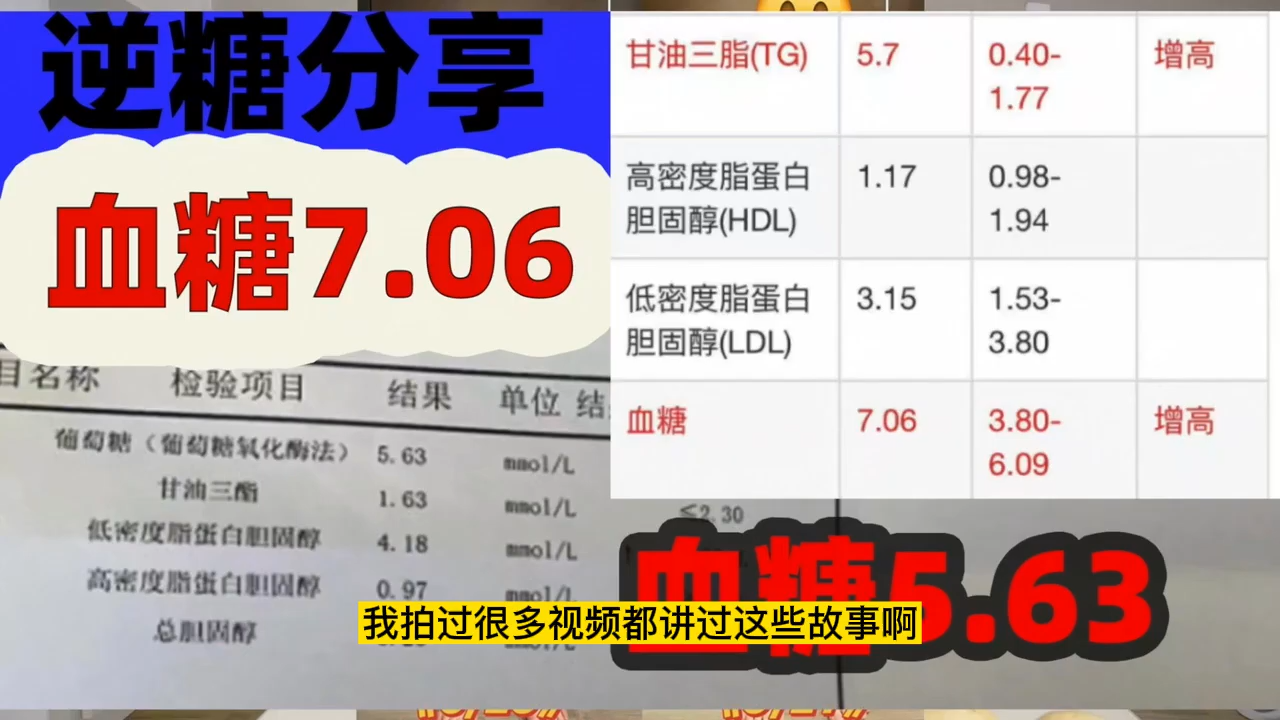 逆糖分享
血糖7.06
甘油三脂(TG) 5.7 0.40-1.77 增高
高密度脂蛋白胆固醇(HDL) 1.17 0.98-1.94
低密度脂蛋白胆固醇(LDL) 3.15 1.53-3.80
血糖 7.06 3.80-6.09 增高
目名称 检验项目 结果 单位 结
葡萄糖（葡萄糖氧化酶法） 5.63 mmol/L
甘油三酯 1.63 mmol/L ≤2.30
低密度脂蛋白胆固醇 4.18 mmol/L
高密度脂蛋白胆固醇 0.97 mmol/L
总胆固醇
血糖5.63
我拍过很多视频都讲过这些故事啊